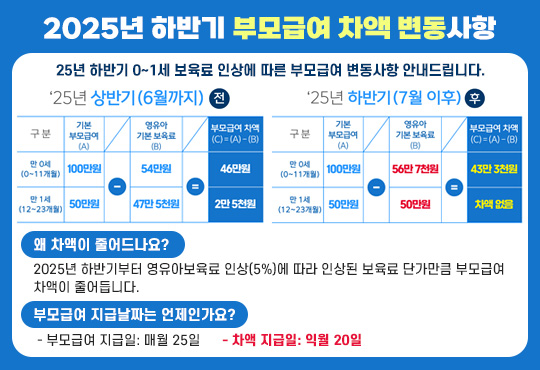 2025년 하반기 부모급여 차액 변동사항
25년 하반기 0~1세 보육료 인상에 따른 부모급여 변동사항 안내드립니다.
‘25년 상반기(6월까지) 전
구 분 기본 부모급여 (A) 영유아 기본 보육료 (B) 부모급여 차액 (C)=(A)-(B)
만 0세 (0~11개월) 100만원 - 54만원 = 46만원
만 1세 (12~23개월) 50만원 47만 5천원 2만 5천원
‘25년 하반기(7월 이후) 후
구 분 기본 부모급여 (A) 영유아 기본 보육료 (B) 부모급여 차액 (C)=(A)-(B)
만 0세 (0~11개월) 100만원 - 56만 7천원 = 43만 3천원
만 1세 (12~23개월) 50만원 50만원 차액 없음
왜 차액이 줄어드나요?
2025년 하반기부터 영유아보육료 인상(5%)에 따라 인상된 보육료 단가만큼 부모급여
차액이 줄어듭니다.
부모급여 지급날짜는 언제인가요?
- 부모급여 지급일: 매월 25일 - 차액 지급일: 익월 20일